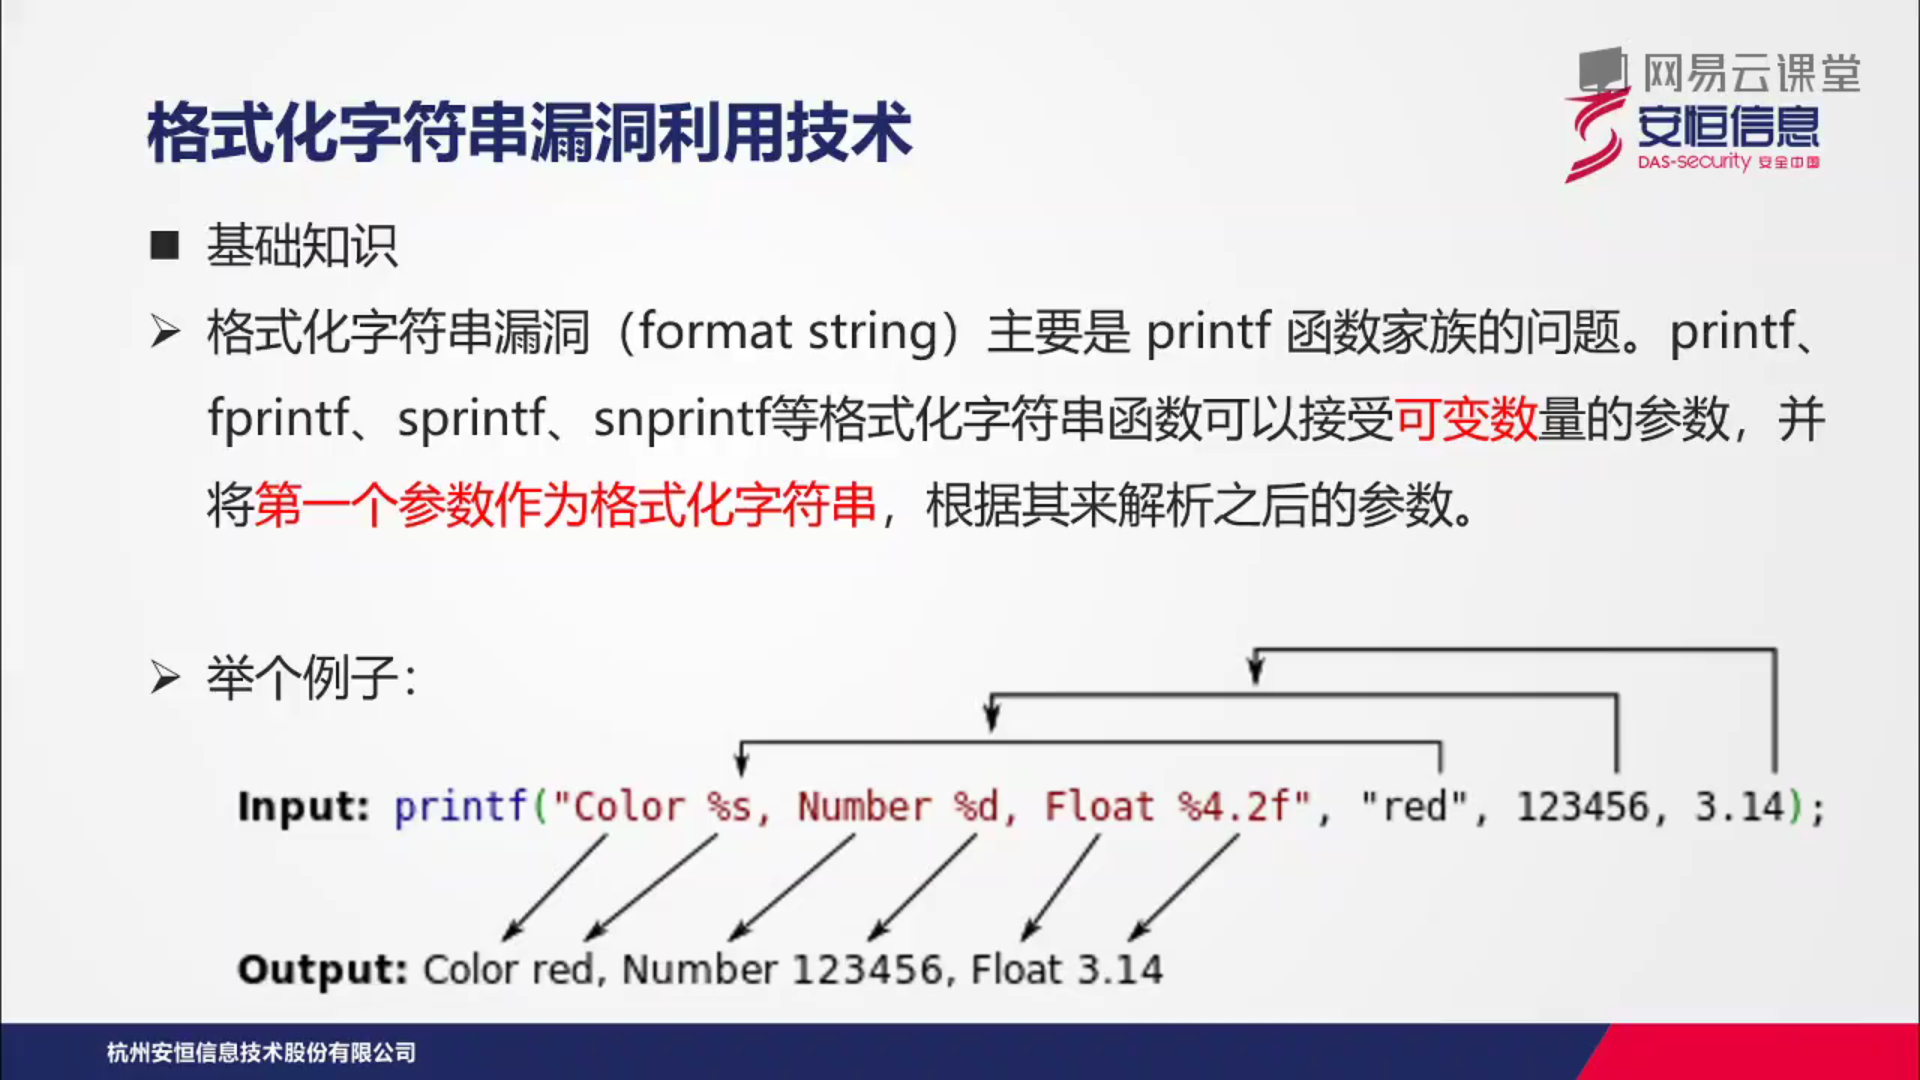 网易云课堂
安恒信息
DAS-security 安全中国
格式化字符串漏洞利用技术
基础知识
格式化字符串漏洞（format string）主要是 printf 函数家族的问题。printf、
fprintf、sprintf、snprintf等格式化字符串函数可以接受可变数量的参数，并
将第一个参数作为格式化字符串，根据其来解析之后的参数。
举个例子：
Input: printf("Color %s, Number %d, Float %4.2f", "red", 123456, 3.14);
Output: Color red, Number 123456, Float 3.14
杭州安恒信息技术股份有限公司